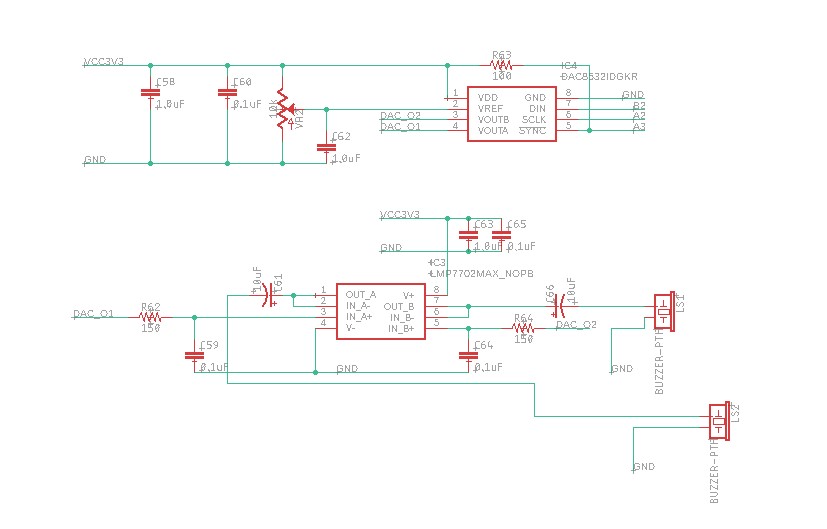 VCC3V3
C58
1.0uF
C60
0.1uF
10k
VR2
C62
1.0uF
GND
R63
100
IC4
DAC8532IDGKR
1 VDD GND 8 GND
2 VREF DIN 7 B2
DAC_O2 3 VOUTB SCLK 6 A2
DAC_O1 4 VOUTA SYNC 5 A3
VCC3V3
C63
1.0uF
C65
0.1uF
GND
IC3
LMP7702MAX_NOPB
10uF
C61
1 OUT_A V+ 8
2 IN_A- OUT_B 7
3 IN_A+ IN_B- 6
4 V- IN_B+ 5
DAC_O1
R62
150
C59
0.1uF
GND
C64
0.1uF
R64
150
DAC_O2
C66
10uF
LS1
BUZZER-PTH
GND
LS2
BUZZER-PTH
GND